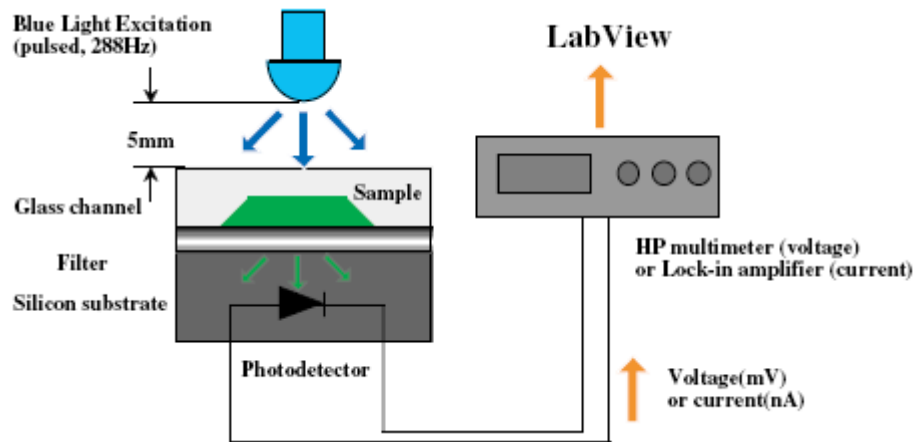 Blue Light Excitation
(pulsed, 288Hz)
LabView
5mm
Sample
Glass channel
HP multimeter (voltage)
or Lock-in amplifier (current)
Filter
Silicon substrate
Photodetector
Voltage(mV)
or current(nA)